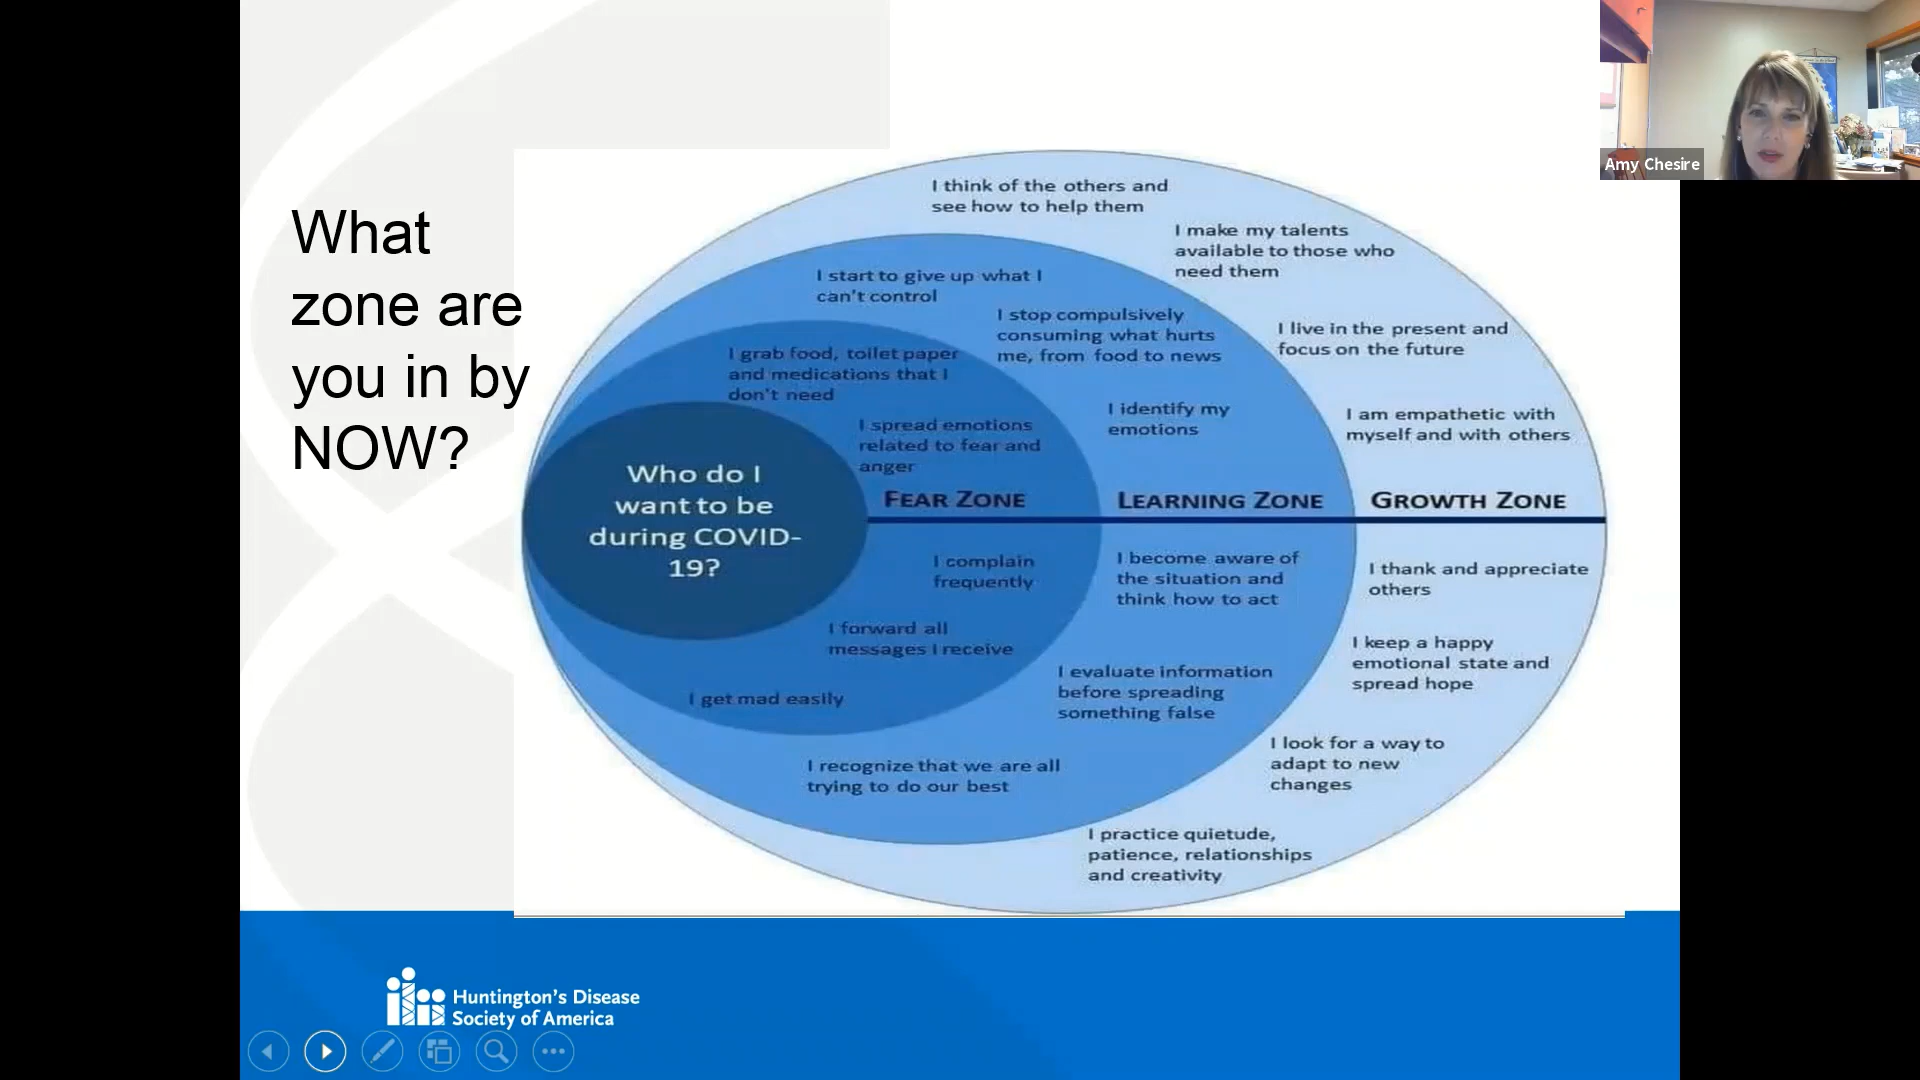 What
zone are
you in by
NOW?
I think of the others and
see how to help them
I make my talents
available to those who
need them
I start to give up what I
can't control
I stop compulsively
consuming what hurts
me, from food to news
I live in the present and
focus on the future
I grab food, toilet paper
and medications that I
don't need
I identify my
emotions
I am empathetic with
myself and with others
I spread emotions
related to fear and
anger
Who do I
want to be
during COVID-
19?
FEAR ZONE
LEARNING ZONE
GROWTH ZONE
I complain
frequently
I become aware of
the situation and
think how to act
I thank and appreciate
others
I forward all
messages I receive
I keep a happy
emotional state and
spread hope
I evaluate information
before spreading
something false
I get mad easily
I look for a way to
adapt to new
changes
I recognize that we are all
trying to do our best
I practice quietude,
patience, relationships
and creativity
Huntington's Disease
Society of America
Amy Chesire